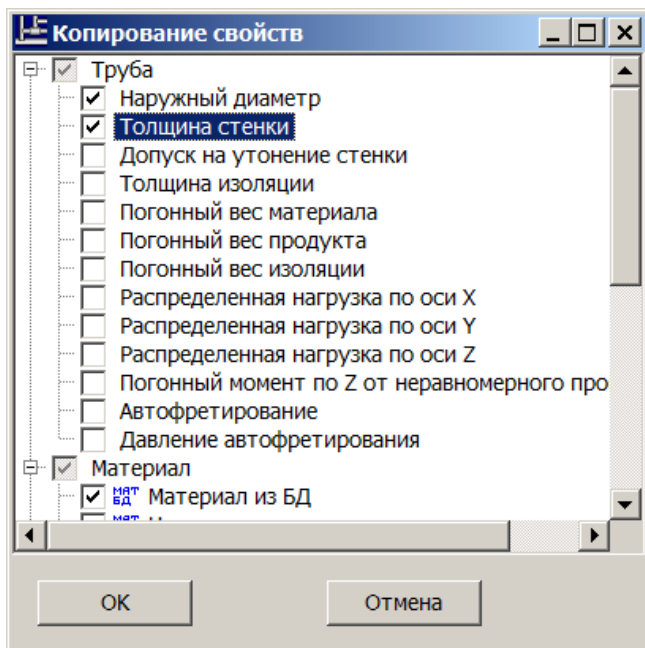 Копирование свойств
Труба
Наружный диаметр
Толщина стенки
Допуск на утонение стенки
Толщина изоляции
Погонный вес материала
Погонный вес продукта
Погонный вес изоляции
Распределенная нагрузка по оси X
Распределенная нагрузка по оси Y
Распределенная нагрузка по оси Z
Погонный момент по Z от неравномерного про
Автофретирование
Давление автофретирования
Материал
МАТ БД Материал из БД
OK Отмена